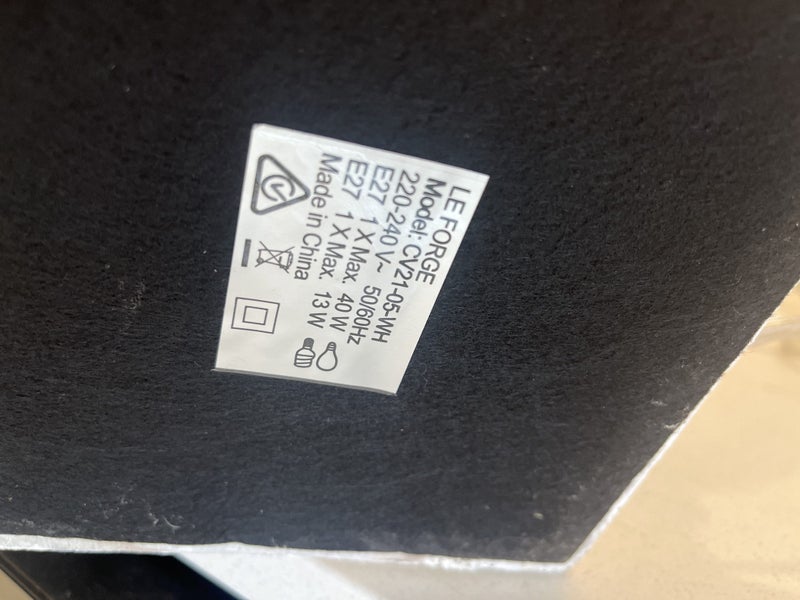 LE FORGE
Model: CV21-05-WH
220-240 V~ 50/60Hz
E27 1 X Max. 40 W
E27 1 X Max. 13 W
Made in China